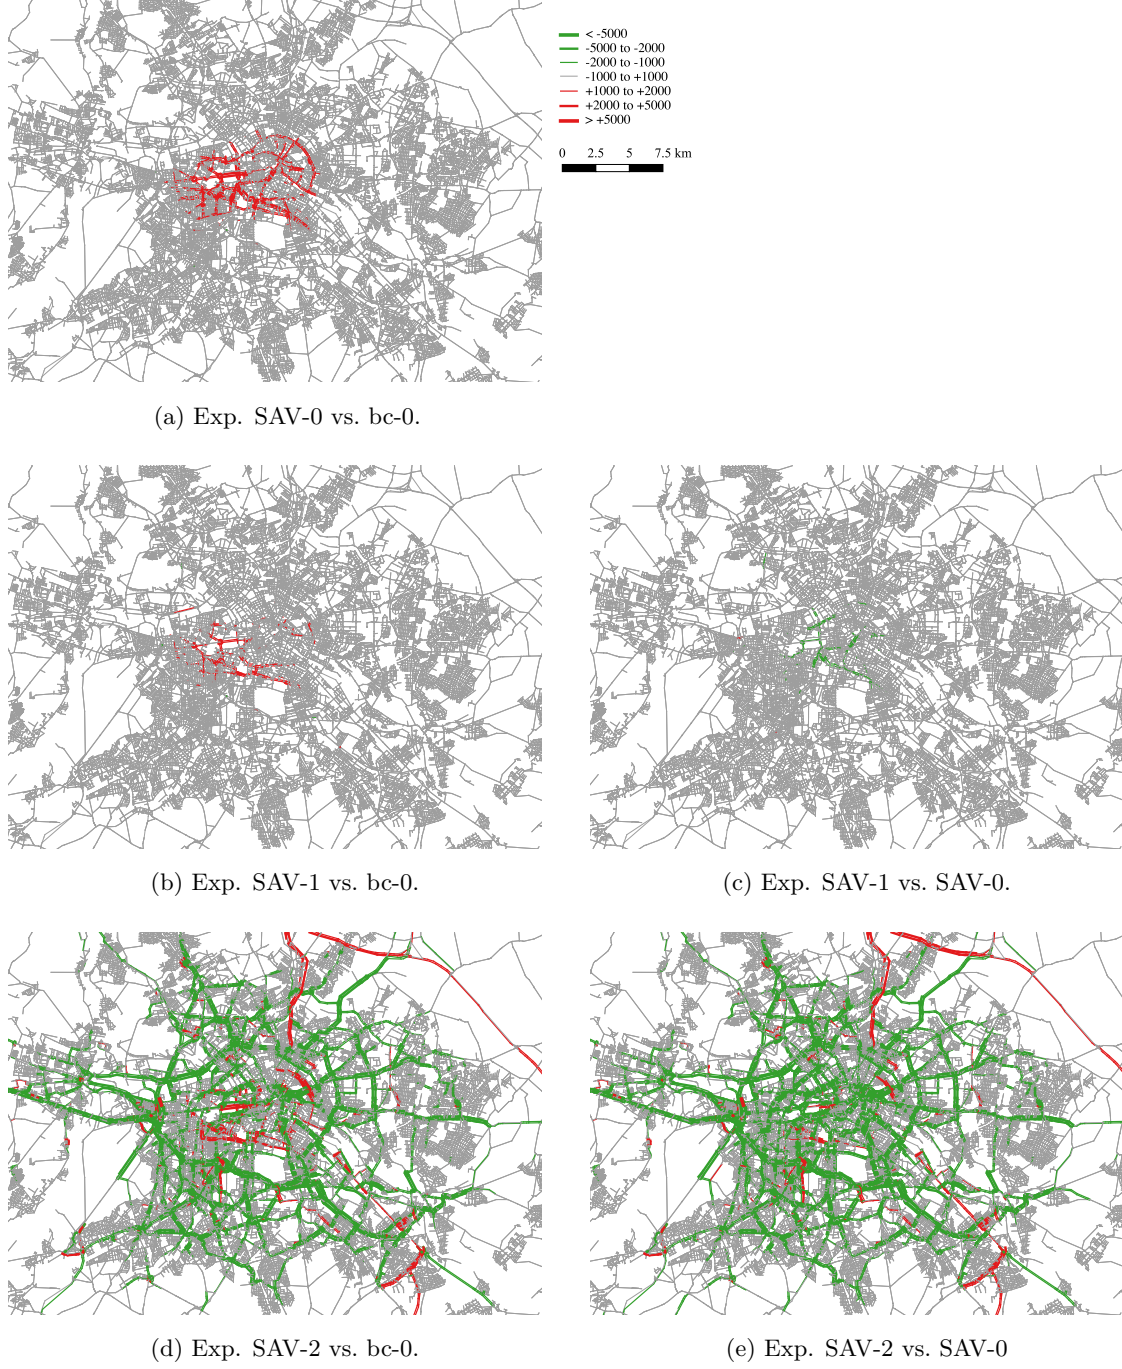 < -5000
-5000 to -2000
-2000 to -1000
-1000 to +1000
+1000 to +2000
+2000 to +5000
> +5000
0 2.5 5 7.5 km
(a) Exp. SAV-0 vs. bc-0.
(b) Exp. SAV-1 vs. bc-0.
(c) Exp. SAV-1 vs. SAV-0.
(d) Exp. SAV-2 vs. bc-0.
(e) Exp. SAV-2 vs. SAV-0